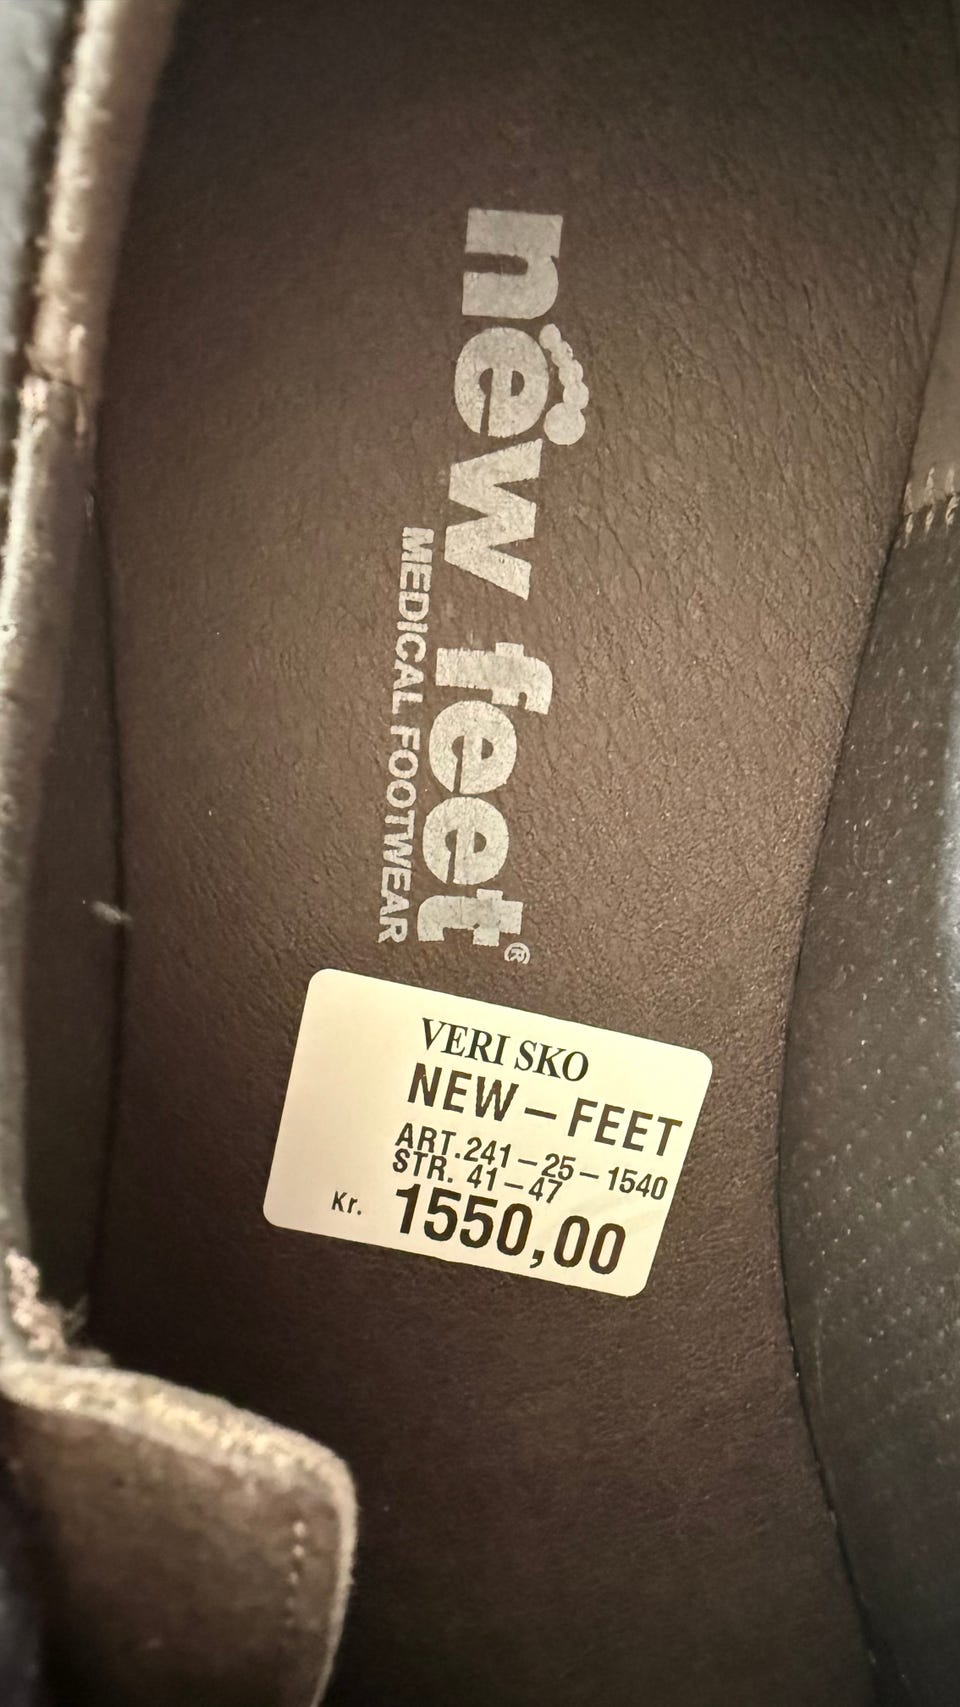 new feet®
MEDICAL FOOTWEAR
VERI SKO
NEW-FEET
ART.241-25-1540
STR. 41-47
Kr. 1550,00